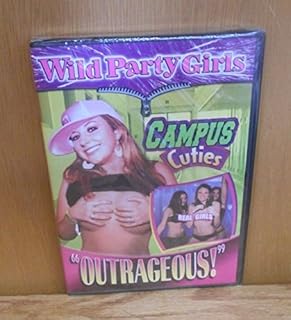 Wild Party Girls
CAMPUS
Cuties
REAL GIRLS
"OUTRAGEOUS!"